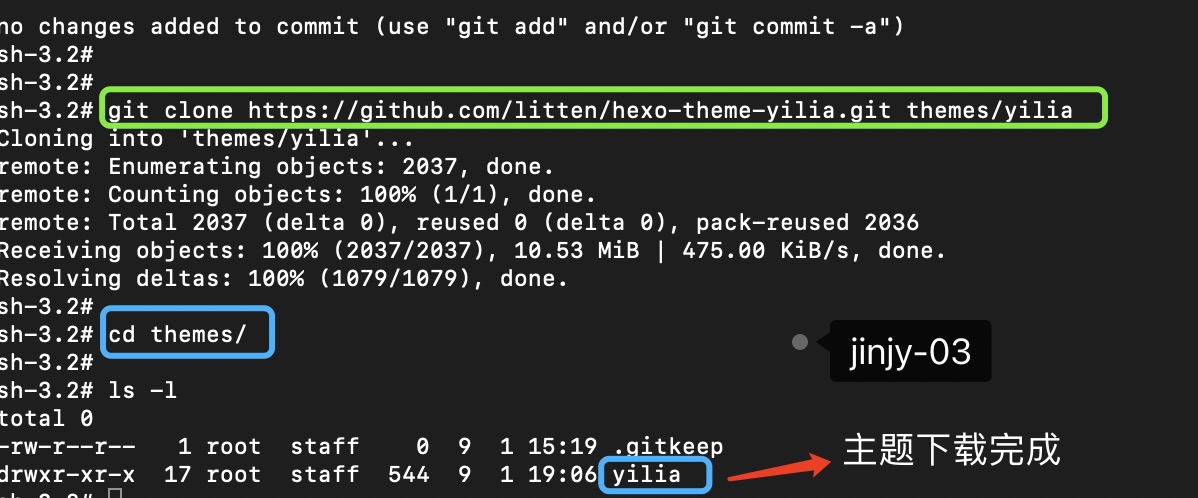 no changes added to commit (use "git add" and/or "git commit -a")
sh-3.2#
sh-3.2#
sh-3.2# git clone https://github.com/litten/hexo-theme-yilia.git themes/yilia
Cloning into 'themes/yilia'...
remote: Enumerating objects: 2037, done.
remote: Counting objects: 100% (1/1), done.
remote: Total 2037 (delta 0), reused 0 (delta 0), pack-reused 2036
Receiving objects: 100% (2037/2037), 10.53 MiB | 475.00 KiB/s, done.
Resolving deltas: 100% (1079/1079), done.
sh-3.2#
sh-3.2# cd themes/
jinjy-03
sh-3.2#
sh-3.2# ls -l
total 0
-rw-r--r-- 1 root staff 0 9 1 15:19 .gitkeep
drwxr-xr-x 17 root staff 544 9 1 19:06 yilia
主题下载完成
sh-3.2#